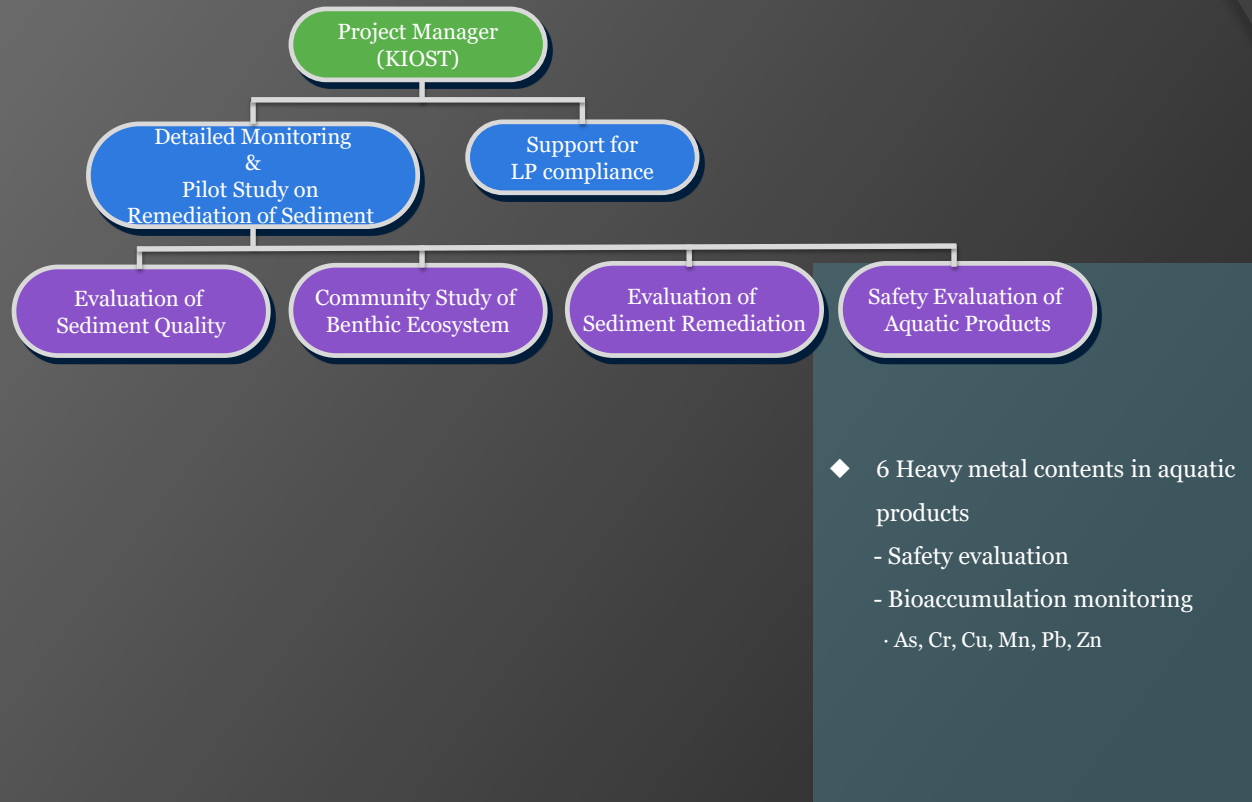 Project Manager
(KIOST)
Detailed Monitoring
&
Pilot Study on
Remediation of Sediment
Support for
LP compliance
Evaluation of
Sediment Quality
Community Study of
Benthic Ecosystem
Evaluation of
Sediment Remediation
Safety Evaluation of
Aquatic Products
◆ 6 Heavy metal contents in aquatic
products
- Safety evaluation
- Bioaccumulation monitoring
· As, Cr, Cu, Mn, Pb, Zn